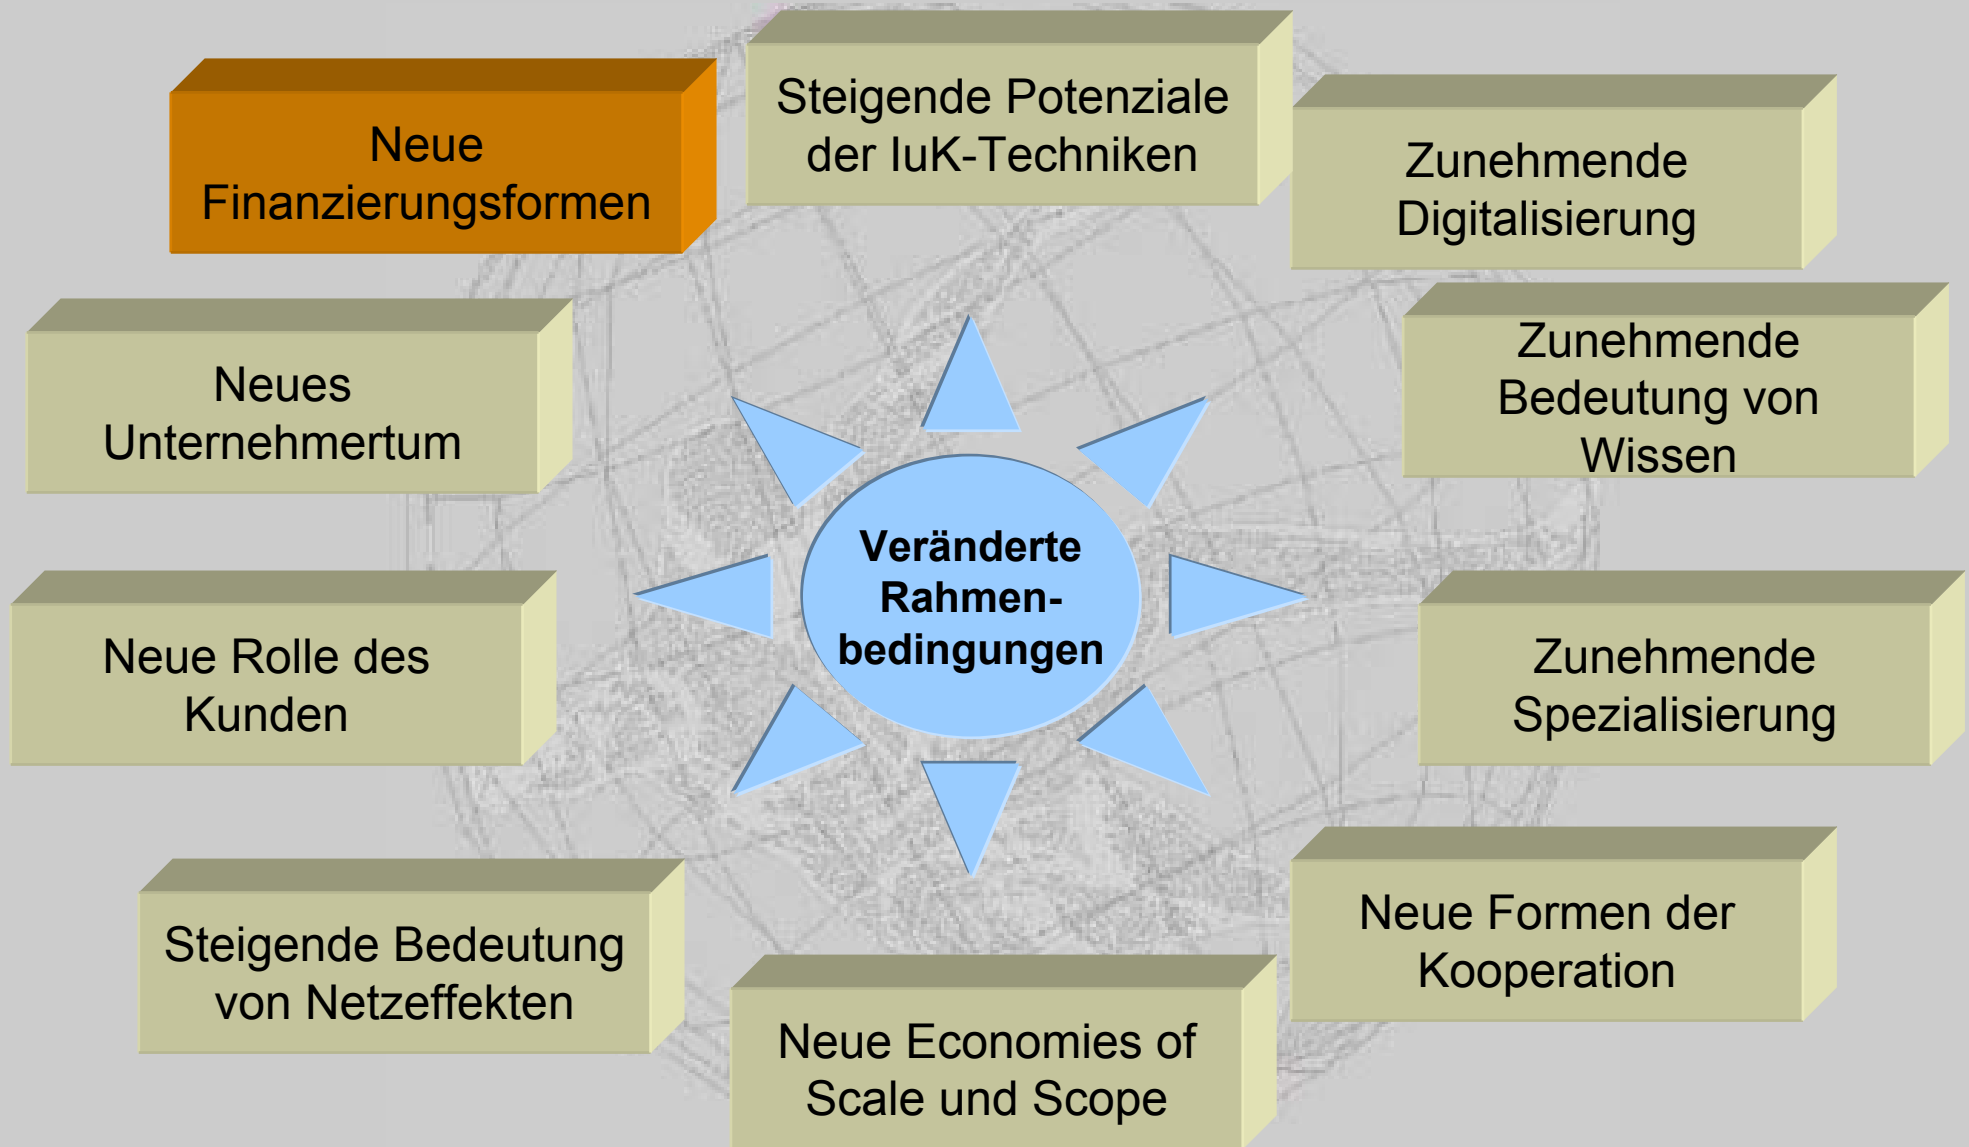 Neue
Finanzierungsformen
Steigende Potenziale
der IuK-Techniken
Zunehmende
Digitalisierung
Neues
Unternehmertum
Zunehmende
Bedeutung von
Wissen
Veränderte
Rahmen-
bedingungen
Neue Rolle des
Kunden
Zunehmende
Spezialisierung
Steigende Bedeutung
von Netzeffekten
Neue Economies of
Scale und Scope
Neue Formen der
Kooperation